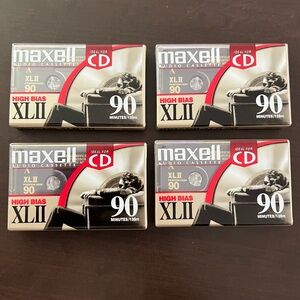 maxell
AUDIO CASSETTE
IDEAL FOR
CD
A
XLII
90
HIGH BIAS
XLII
90
MINUTES/135m
maxell
AUDIO CASSETTE
IDEAL FOR
CD
A
XLII
90
HIGH BIAS
XLII
90
MINUTES/135m
maxell
AUDIO CASSETTE
IDEAL FOR
CD
A
XLII
90
HIGH BIAS
XLII
90
MINUTES/135m
maxell
AUDIO CASSETTE
IDEAL FOR
CD
A
XLII
90
HIGH BIAS
XLII
90
MINUTES/135m